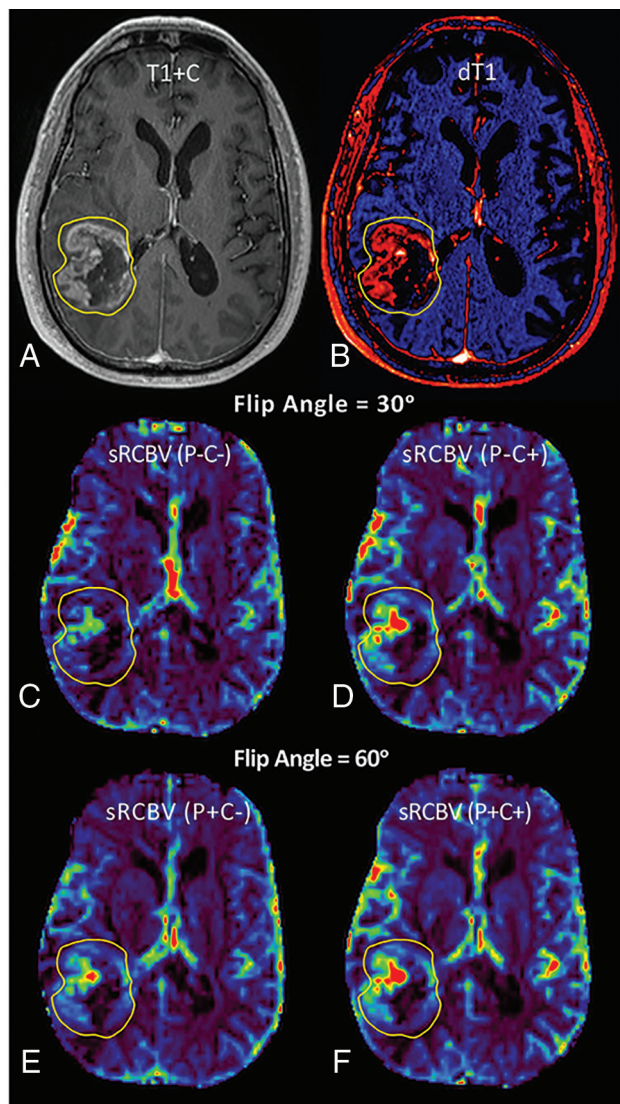 T1+C
dT1
A
B
Flip Angle = 30°
sRCBV (P-C-)
sRCBV (P-C+)
C
D
Flip Angle = 60°
sRCBV (P+C-)
sRCBV (P+C+)
E
F